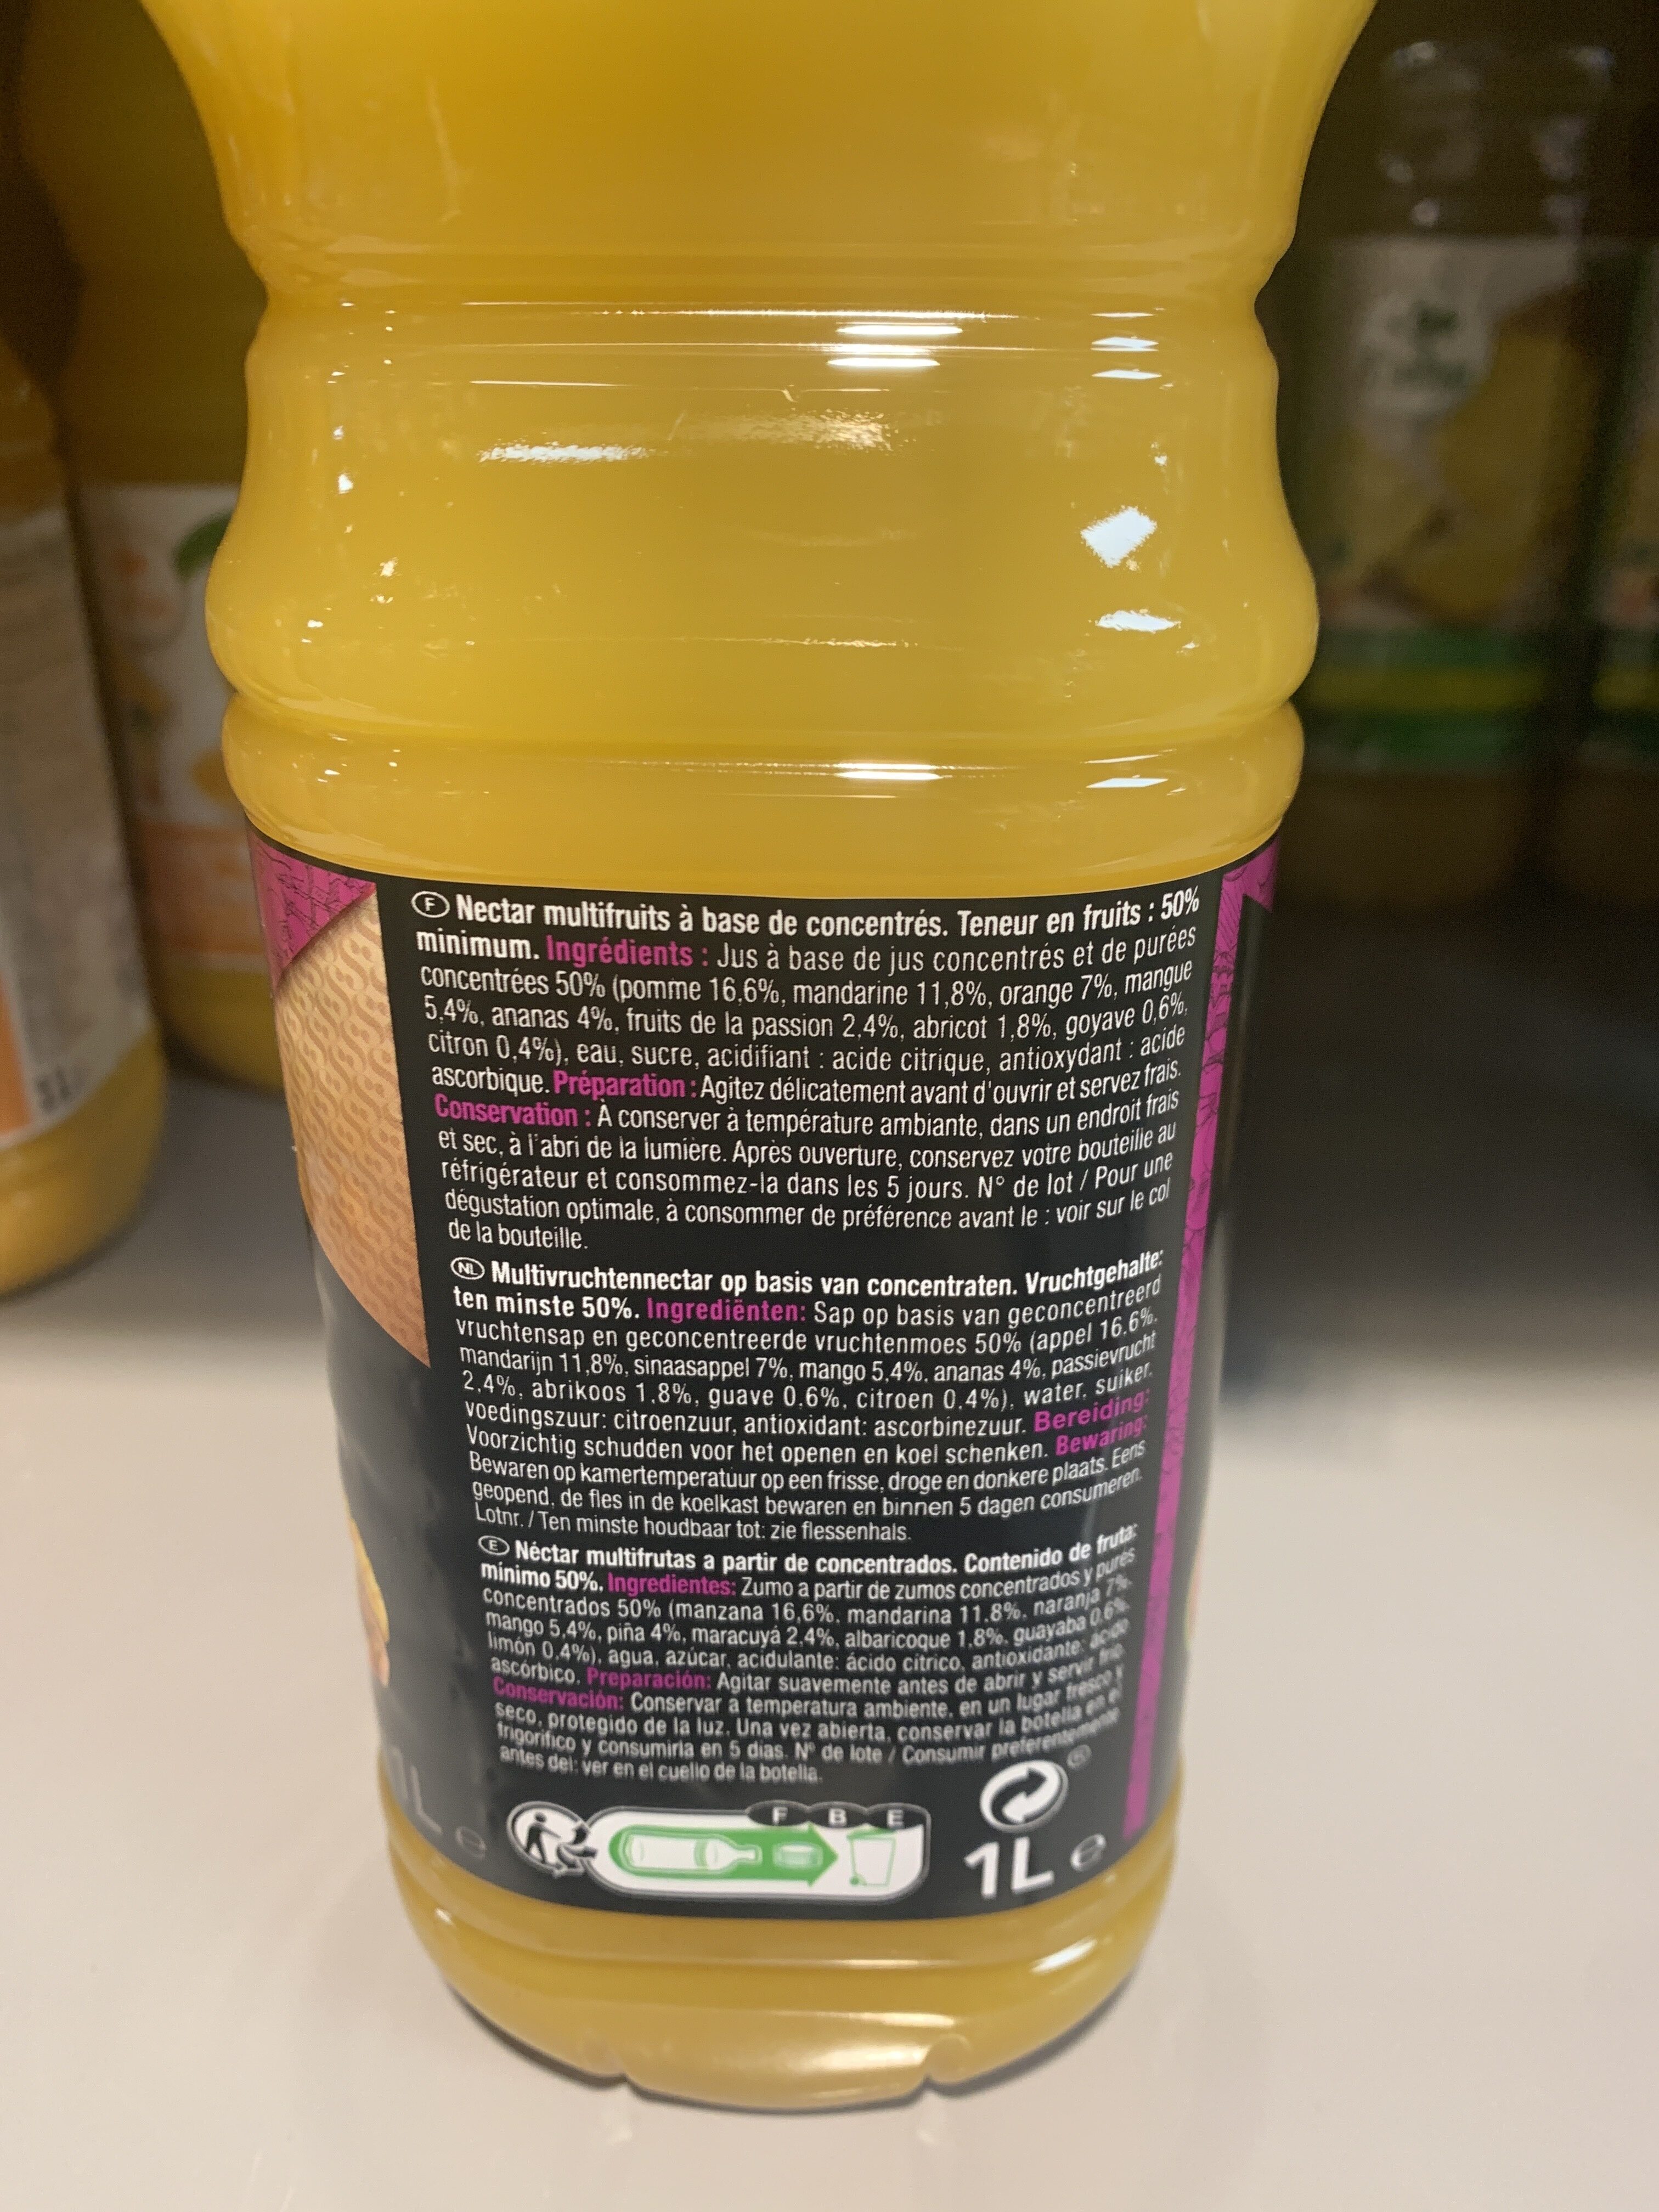 F Nectar multifruits à base de concentrés. Teneur en fruits : 50%
minimum. Ingrédients : Jus à base de jus concentrés et de purées
concentrées 50% (pomme 16,6%, mandarine 11,8%, orange 7%, mangue
5,4%, ananas 4%, fruits de la passion 2,4%, abricot 1,8%, goyave 0,6%,
citron 0,4%), eau, sucre, acidifiant : acide citrique, antioxydant : acide
ascorbique. Préparation : Agitez délicatement avant d'ouvrir et servez frais.
Conservation : À conserver à température ambiante, dans un endroit frais
et sec, à l'abri de la lumière. Après ouverture, conservez votre bouteille au
réfrigérateur et consommez-la dans les 5 jours. N° de lot / Pour une
dégustation optimale, à consommer de préférence avant le : voir sur le col
de la bouteille.
NL Multivruchtennectar op basis van concentraten. Vruchtgehalte:
ten minste 50%. Ingrediënten: Sap op basis van geconcentreerd
vruchtensap en geconcentreerde vruchtenmoes 50% (appel 16,6%,
mandarijn 11,8%, sinaasappel 7%, mango 5,4%, ananas 4%, passievrucht
2,4%, abrikoos 1,8%, guave 0,6%, citroen 0,4%), water, suiker,
voedingszuur: citroenzuur, antioxidant: ascorbinezuur. Bereiding:
Voorzichtig schudden voor het openen en koel schenken. Bewaring:
Bewaren op kamertemperatuur op een frisse, droge en donkere plaats. Eens
geopend, de fles in de koelkast bewaren en binnen 5 dagen consumeren.
Lotnr. / Ten minste houdbaar tot: zie flessenhals.
E Néctar multifrutas a partir de concentrados. Contenido de fruta:
mínimo 50%. Ingredientes: Zumo a partir de zumos concentrados y purés
concentrados 50% (manzana 16,6%, mandarina 11,8%, naranja 7%,
mango 5,4%, piña 4%, maracuyá 2,4%, albaricoque 1,8%, guayaba 0,6%,
limón 0,4%), agua, azúcar, acidulante: ácido cítrico, antioxidante: ácido
ascórbico. Preparación: Agitar suavemente antes de abrir y servir frío.
Conservación: Conservar a temperatura ambiente, en un lugar fresco y
seco, protegido de la luz. Una vez abierta, conservar la botella en el
frigorífico y consumirla en 5 días. Nº de lote / Consumir preferentemente
antes del: ver en el cuello de la botella.
F B E
1L e
1L e